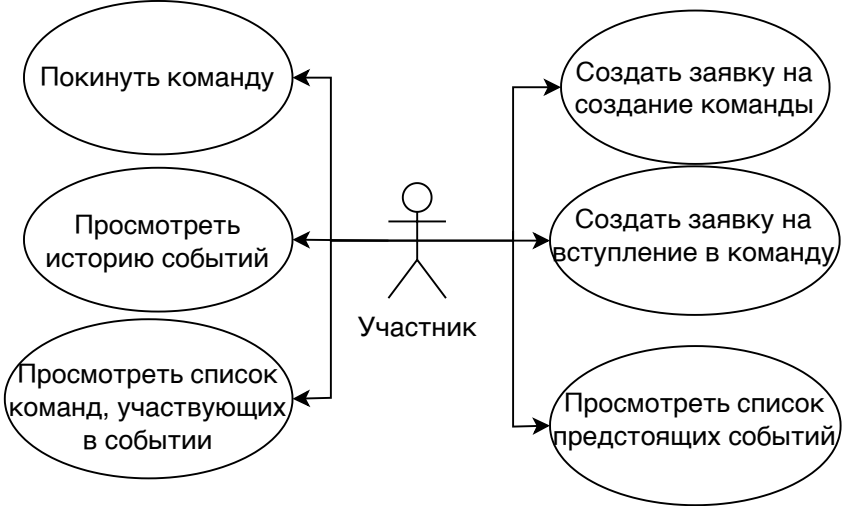 Покинуть команду
Создать заявку на
создание команды
Просмотреть
историю событий
Создать заявку на
вступление в команду
Участник
Просмотреть список
команд, участвующих
в событии
Просмотреть список
предстоящих событий